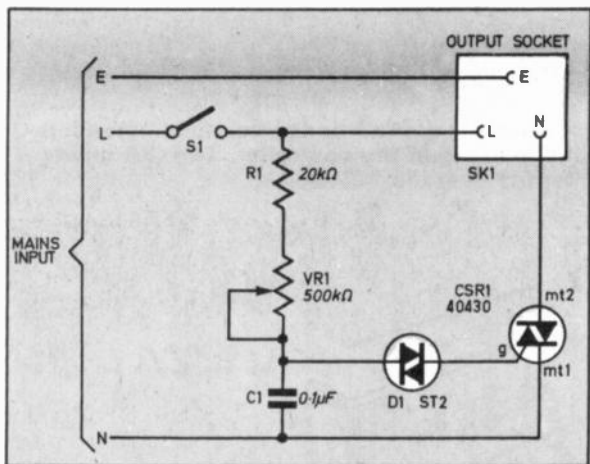 OUTPUT SOCKET
E
E
L
S1
L
N
R1
20kΩ
SK1
MAINS
INPUT
VR1
500kΩ
CSR1
40430
mt2
g
mt1
C1
0·1μF
D1 ST2
N